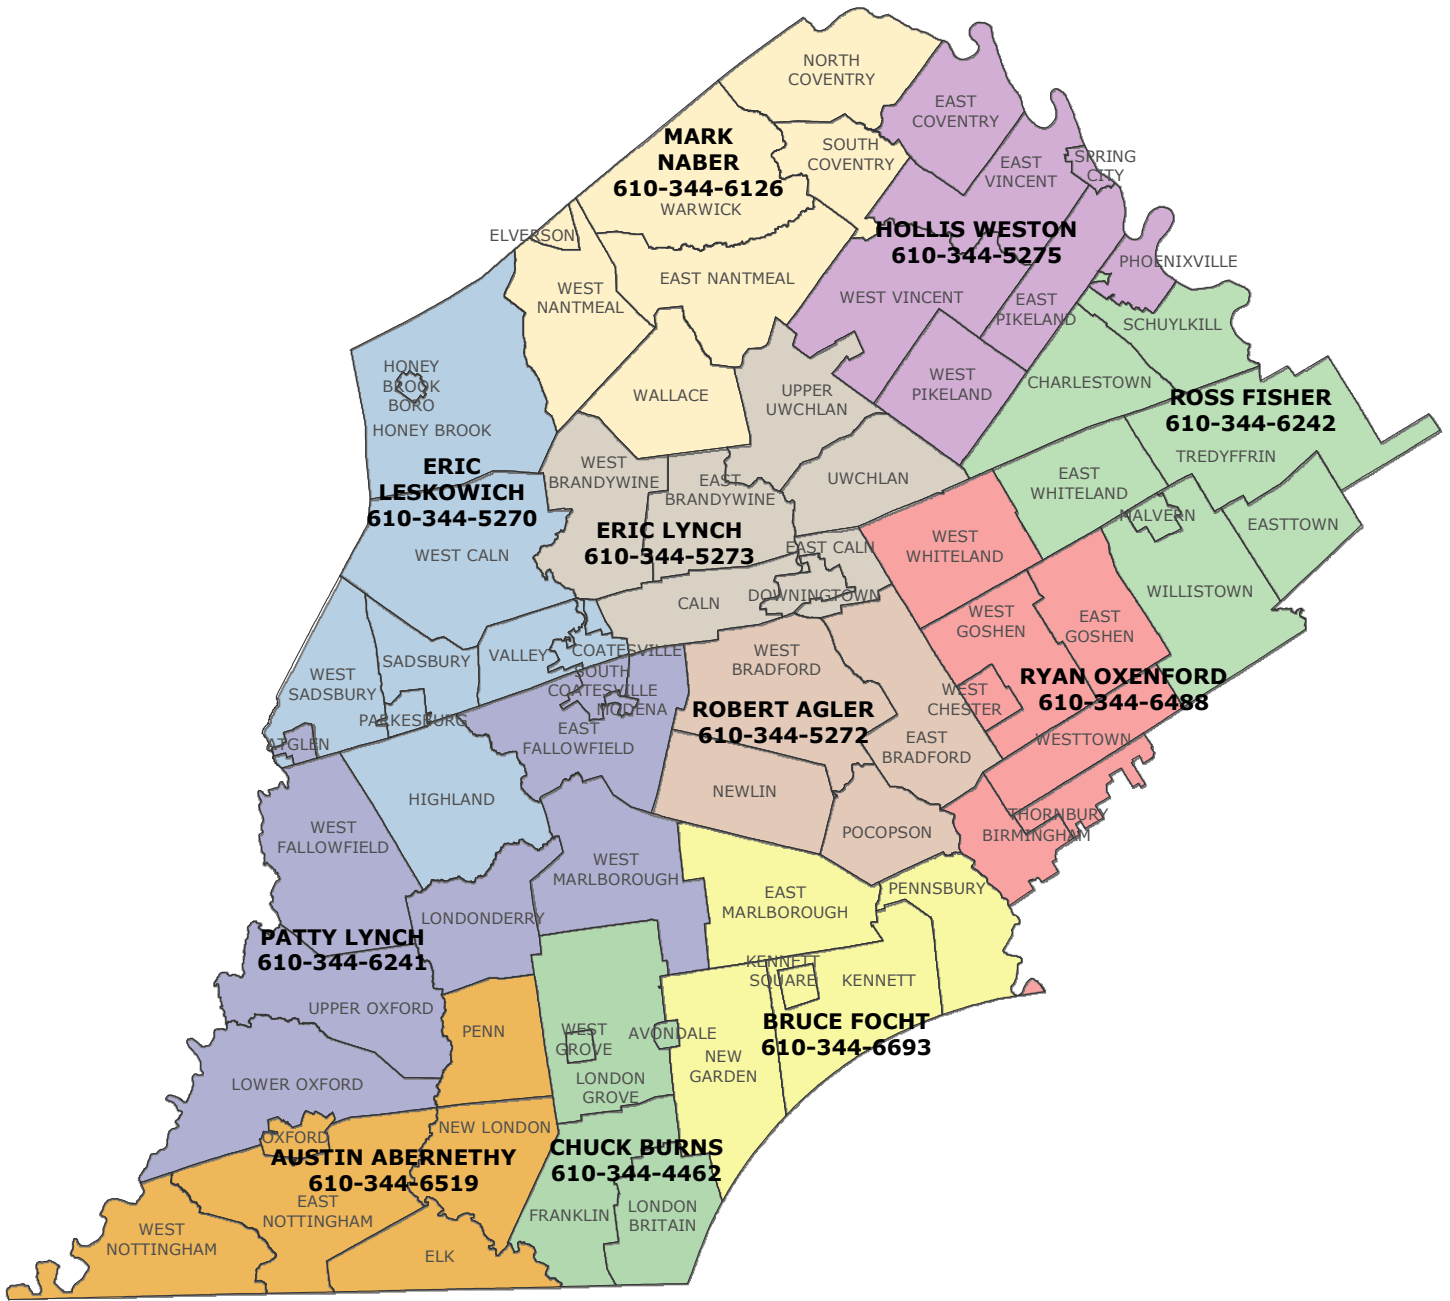 NORTH
COVENTRY
EAST
COVENTRY
MARK
NABER
610-344-6126
WARWICK
SOUTH
COVENTRY
EAST
VINCENT
SPRING
CITY
ELVERSON
HOLLIS WESTON
610-344-5275
PHOENIXVILLE
WEST
NANTMEAL
EAST NANTMEAL
WEST VINCENT
EAST
PIKELAND
SCHUYLKILL
HONEY
BROOK
BORO
HONEY BROOK
WALLACE
UPPER
UWCHLAN
WEST
PIKELAND
CHARLESTOWN
ROSS FISHER
610-344-6242
TREDYFFRIN
ERIC
LESKOWICH
610-344-5270
WEST
BRANDYWINE
EAST
BRANDYWINE
UWCHLAN
EAST
WHITELAND
MALVERN
EASTTOWN
WEST CALN
ERIC LYNCH
610-344-5273
EAST CALN
WEST
WHITELAND
CALN
DOWNINGTOWN
WEST
GOSHEN
EAST
GOSHEN
WILLISTOWN
WEST
SADSBURY
SADSBURY
VALLEY
COATESVILLE
SOUTH
COATESVILLE
MODENA
WEST
BRADFORD
WEST
CHESTER
RYAN OXENFORD
610-344-6488
PARKESBURG
ATGLEN
EAST
FALLOWFIELD
ROBERT AGLER
610-344-5272
EAST
BRADFORD
WESTTOWN
HIGHLAND
NEWLIN
POCOPSON
THORNBURY
BIRMINGHAM
WEST
FALLOWFIELD
WEST
MARLBOROUGH
EAST
MARLBOROUGH
PENNSBURY
LONDONDERRY
PATTY LYNCH
610-344-6241
KENNETT
SQUARE
KENNETT
UPPER OXFORD
PENN
WEST
GROVE
AVONDALE
BRUCE FOCHT
610-344-6693
LOWER OXFORD
LONDON
GROVE
NEW
GARDEN
OXFORD
NEW LONDON
AUSTIN ABERNETHY
610-344-6519
CHUCK BURNS
610-344-4462
EAST
NOTTINGHAM
WEST
NOTTINGHAM
ELK
FRANKLIN
LONDON
BRITAIN